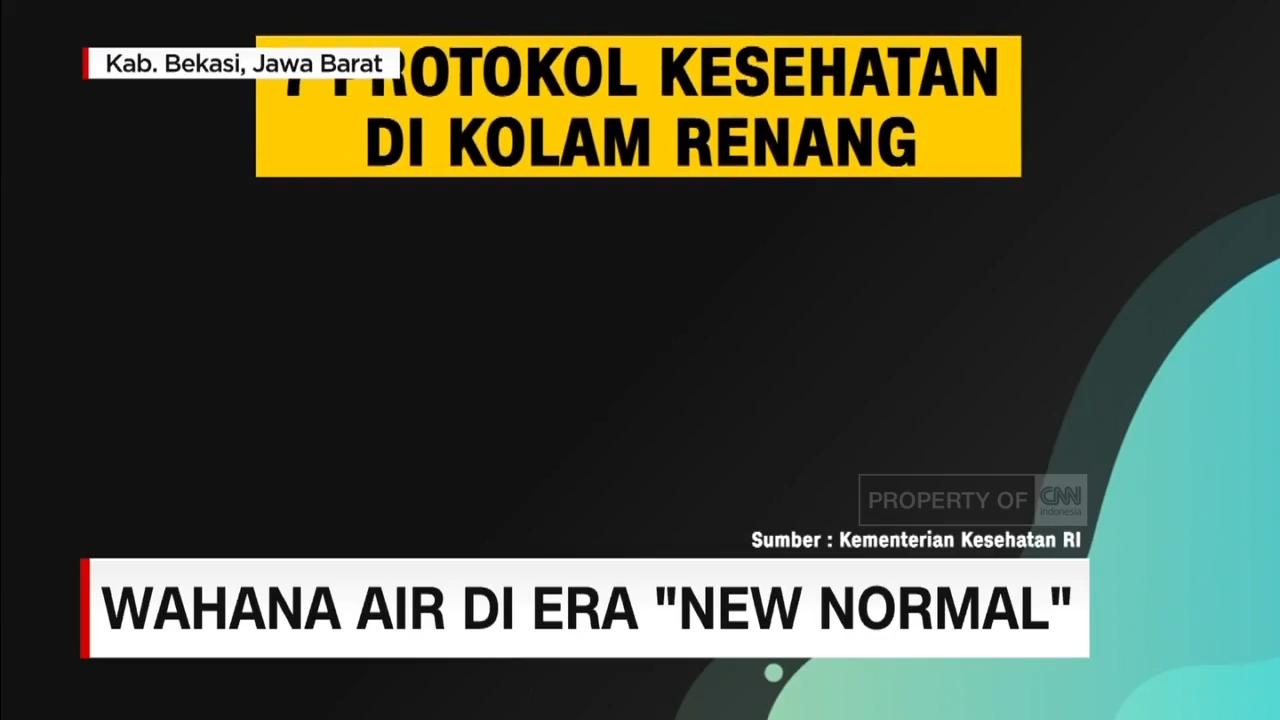 Kab. Bekasi, Jawa Barat
7 PROTOKOL KESEHATAN
DI KOLAM RENANG
PROPERTY OF CNN Indonesia
Sumber : Kementerian Kesehatan RI
WAHANA AIR DI ERA "NEW NORMAL"